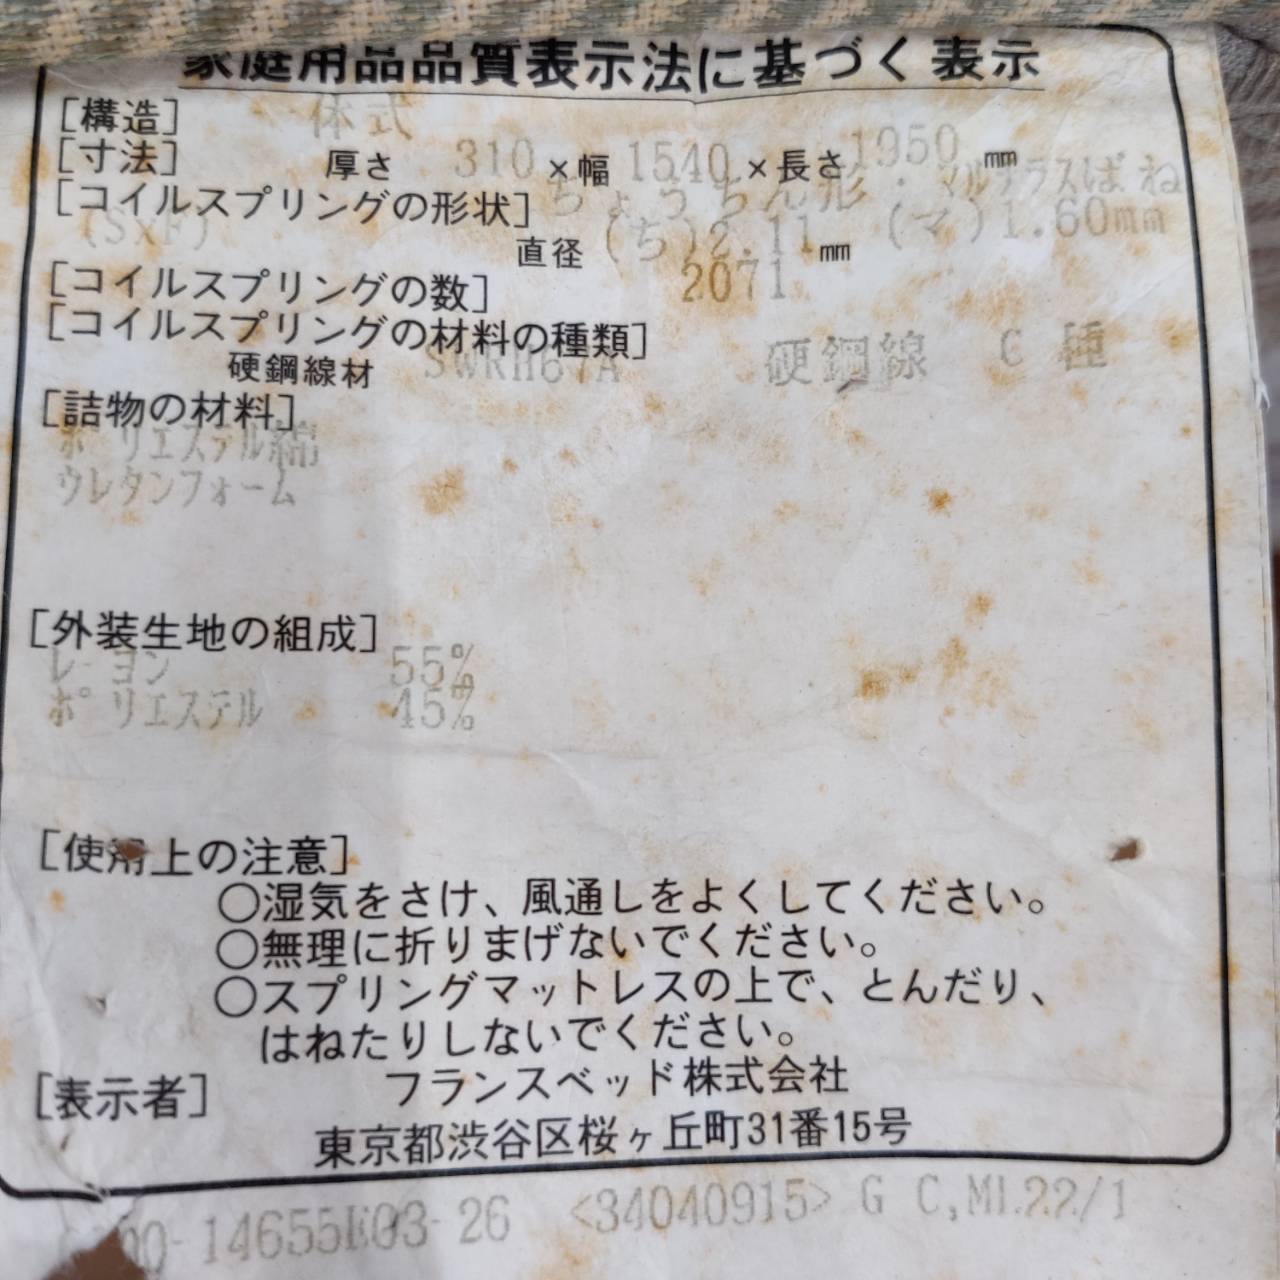 家庭用品品質表示法に基づく表示
[構造] 体式
[寸法] 厚さ 310 ×幅 1540 ×長さ 1950 mm
[コイルスプリングの形状] ちょうちん形・マルチラスばね
(SXF) 直径 (ち)2.11mm (マ)1.60mm
[コイルスプリングの数] 2071
[コイルスプリングの材料の種類]
硬鋼線材 SWRH67A 硬鋼線 C種
[詰物の材料]
ポリエステル綿
ウレタンフォーム
[外装生地の組成]
レーヨン 55%
ポリエステル 45%
[使用上の注意]
○湿気をさけ、風通しをよくしてください。
○無理に折りまげないでください。
○スプリングマットレスの上で、とんだり、
はねたりしないでください。
[表示者] フランスベッド株式会社
東京都渋谷区桜ヶ丘町31番15号
00-14655E03-26 <34040915> G C,ML22/1